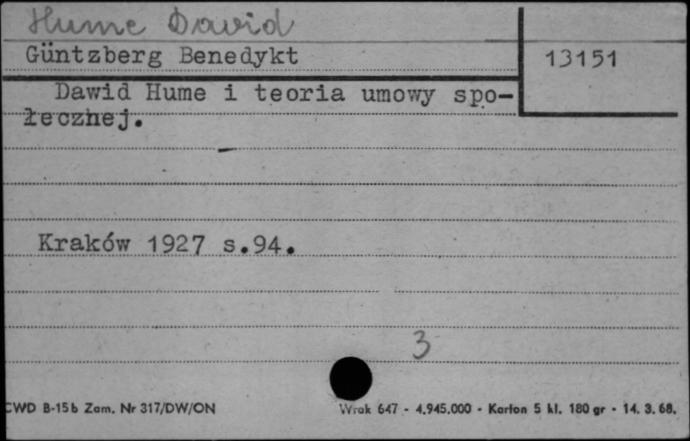 Hume David
Güntzberg Benedykt
13151
Dawid Hume i teoria umowy spo-
łecznej.
Kraków 1927 s.94.
3
CWD B-15b Zam. Nr 317/DW/ON
Wrak 647 - 4.945.000 - Karton 5 kl. 180 gr - 14. 3. 68.